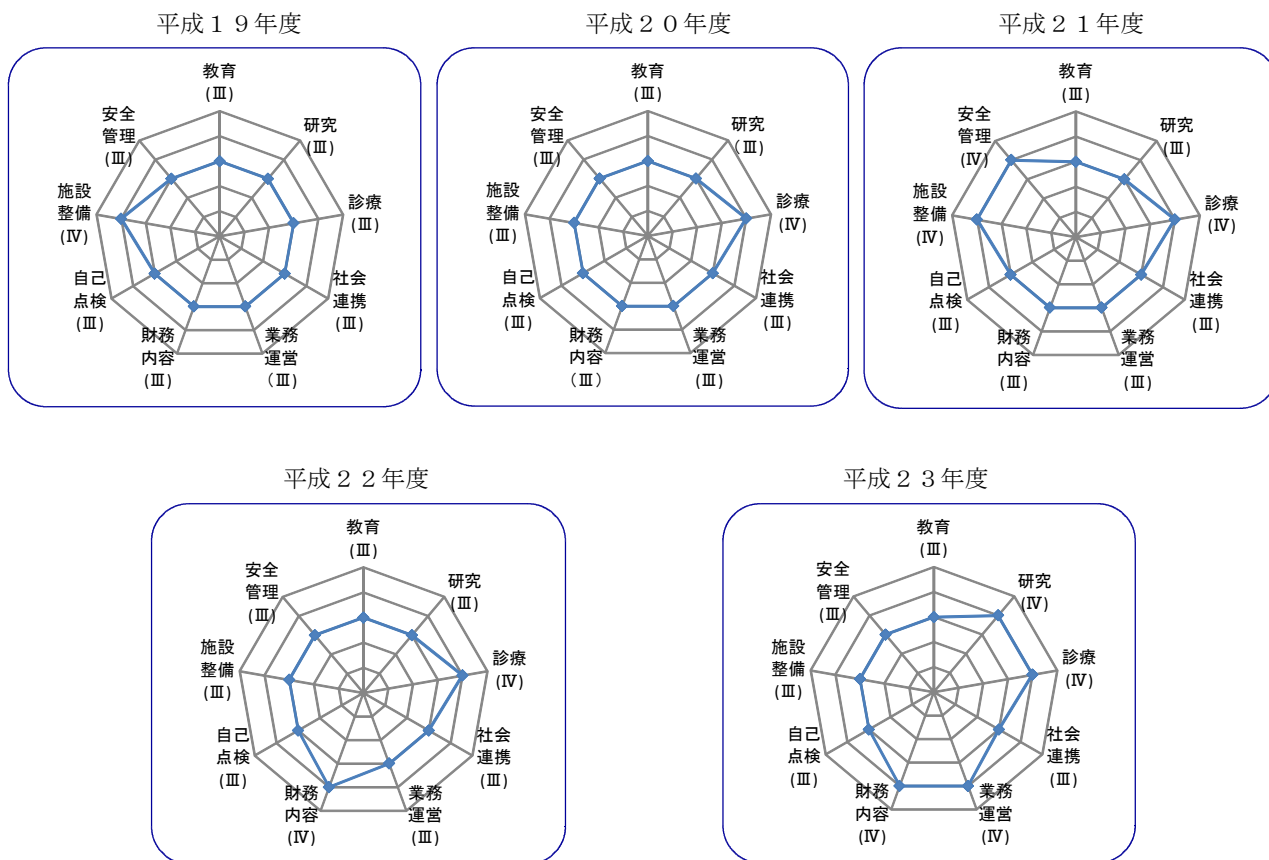 平成１９年度
教育
(Ⅲ)
研究
(Ⅲ)
診療
(Ⅲ)
社会
連携
(Ⅲ)
業務
運営
（Ⅲ)
財務
内容
(Ⅲ)
自己
点検
(Ⅲ)
施設
整備
(Ⅳ)
安全
管理
(Ⅲ)
平成２０年度
教育
(Ⅲ)
研究
（Ⅲ)
診療
(Ⅳ)
社会
連携
(Ⅲ)
業務
運営
(Ⅲ)
財務
内容
（Ⅲ）
自己
点検
(Ⅲ)
施設
整備
(Ⅲ)
安全
管理
(Ⅲ)
平成２１年度
教育
(Ⅲ)
研究
(Ⅲ)
診療
(Ⅳ)
社会
連携
(Ⅲ)
業務
運営
(Ⅲ)
財務
内容
(Ⅲ)
自己
点検
(Ⅲ)
施設
整備
(Ⅳ)
安全
管理
(Ⅳ)
平成２２年度
教育
(Ⅲ)
研究
(Ⅲ)
診療
(Ⅳ)
社会
連携
(Ⅲ)
業務
運営
(Ⅲ)
財務
内容
(Ⅳ)
自己
点検
(Ⅲ)
施設
整備
(Ⅲ)
安全
管理
(Ⅲ)
平成２３年度
教育
(Ⅲ)
研究
(Ⅳ)
診療
(Ⅳ)
社会
連携
(Ⅲ)
業務
運営
(Ⅳ)
財務
内容
(Ⅳ)
自己
点検
(Ⅲ)
施設
整備
(Ⅲ)
安全
管理
(Ⅲ)